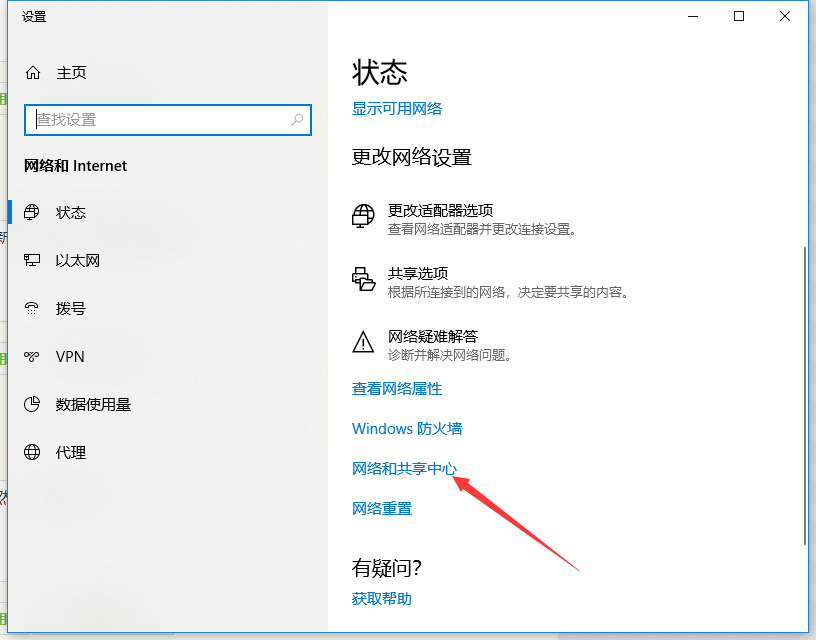 设置
主页
查找设置
网络和 Internet
状态
以太网
拨号
VPN
数据使用量
代理
状态
显示可用网络
更改网络设置
更改适配器选项
查看网络适配器并更改连接设置。
共享选项
根据所连接到的网络，决定要共享的内容。
网络疑难解答
诊断并解决网络问题。
查看网络属性
Windows 防火墙
网络和共享中心
网络重置
有疑问?
获取帮助